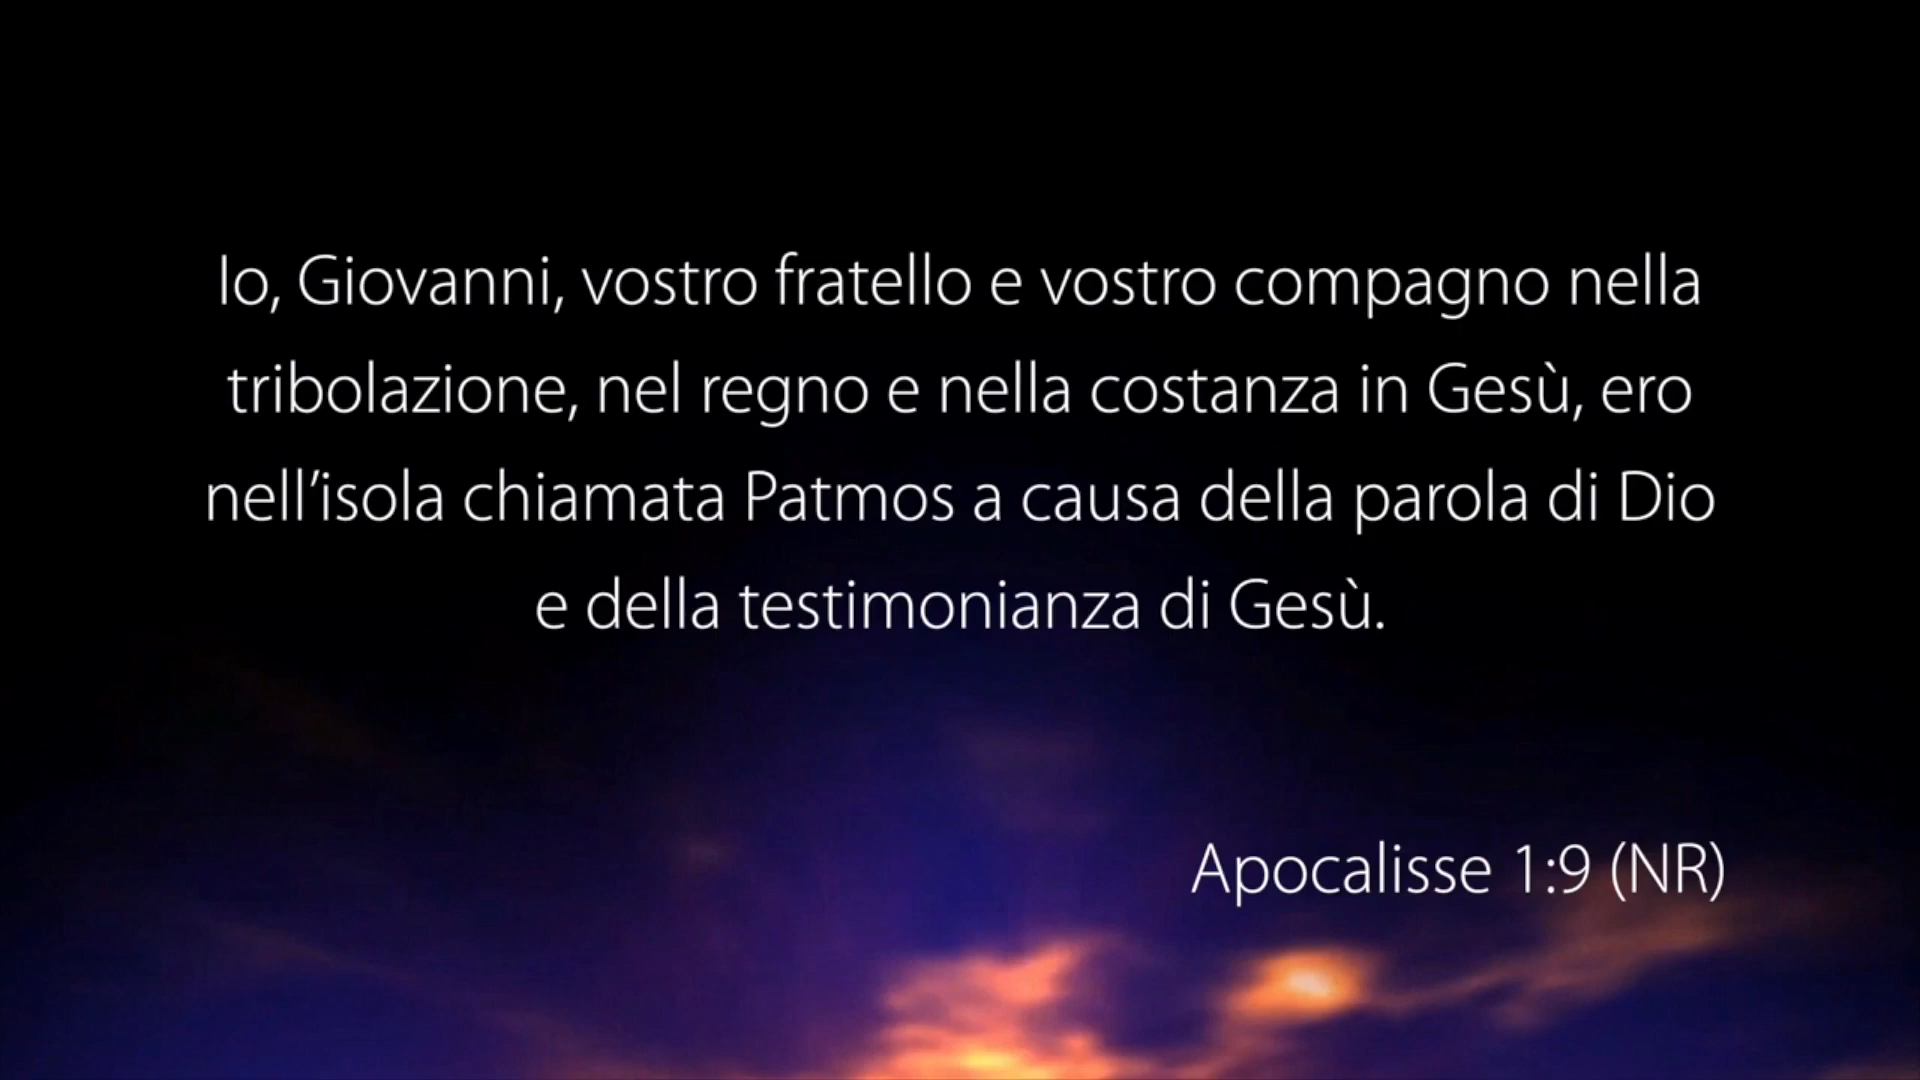 Io, Giovanni, vostro fratello e vostro compagno nella
tribolazione, nel regno e nella costanza in Gesù, ero
nell’isola chiamata Patmos a causa della parola di Dio
e della testimonianza di Gesù.
Apocalisse 1:9 (NR)